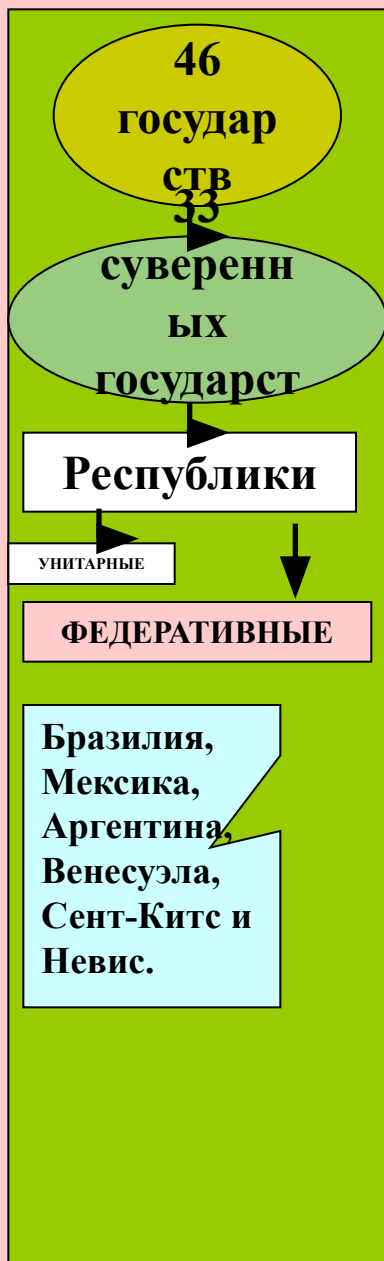 46
государ
ств
33
суверенн
ых
государст
Республики
УНИТАРНЫЕ
ФЕДЕРАТИВНЫЕ
Бразилия,
Мексика,
Аргентина,
Венесуэла,
Сент-Китс и
Невис.